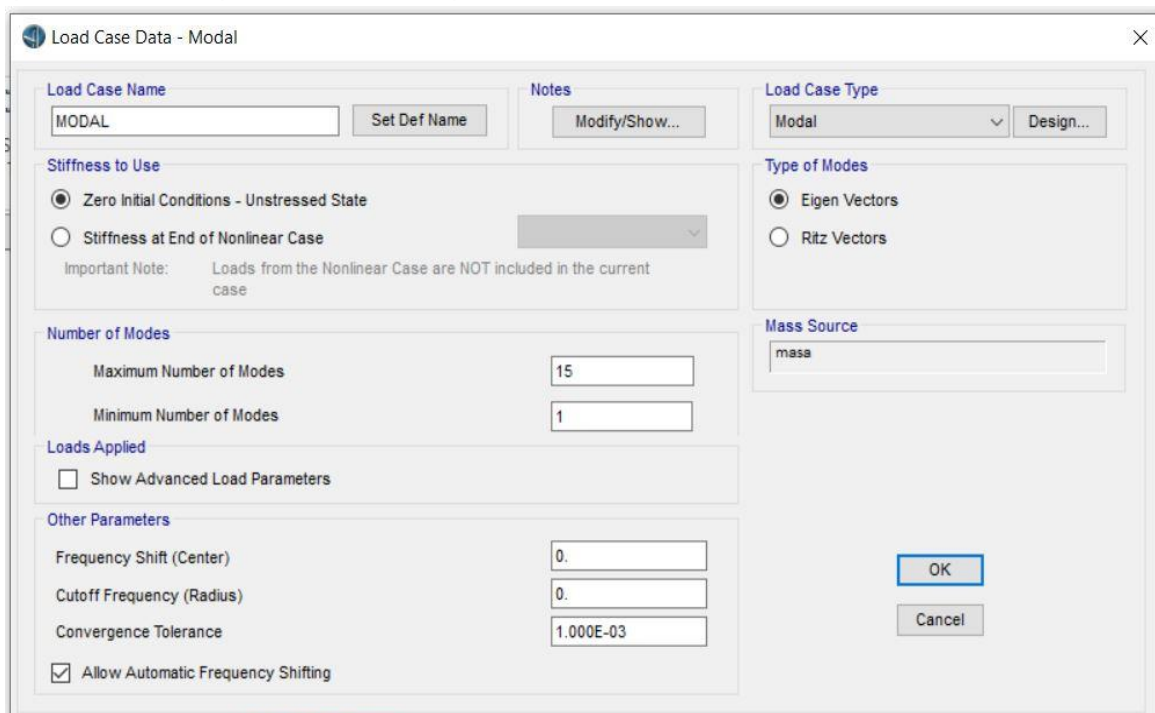 Load Case Data - Modal
Load Case Name
MODAL
Set Def Name
Notes
Modify/Show...
Load Case Type
Modal
Design...
Stiffness to Use
Zero Initial Conditions - Unstressed State
Stiffness at End of Nonlinear Case
Important Note: Loads from the Nonlinear Case are NOT included in the current
case
Type of Modes
Eigen Vectors
Ritz Vectors
Number of Modes
Maximum Number of Modes 15
Minimum Number of Modes 1
Mass Source
masa
Loads Applied
Show Advanced Load Parameters
Other Parameters
Frequency Shift (Center) 0.
Cutoff Frequency (Radius) 0.
Convergence Tolerance 1.000E-03
Allow Automatic Frequency Shifting
OK
Cancel